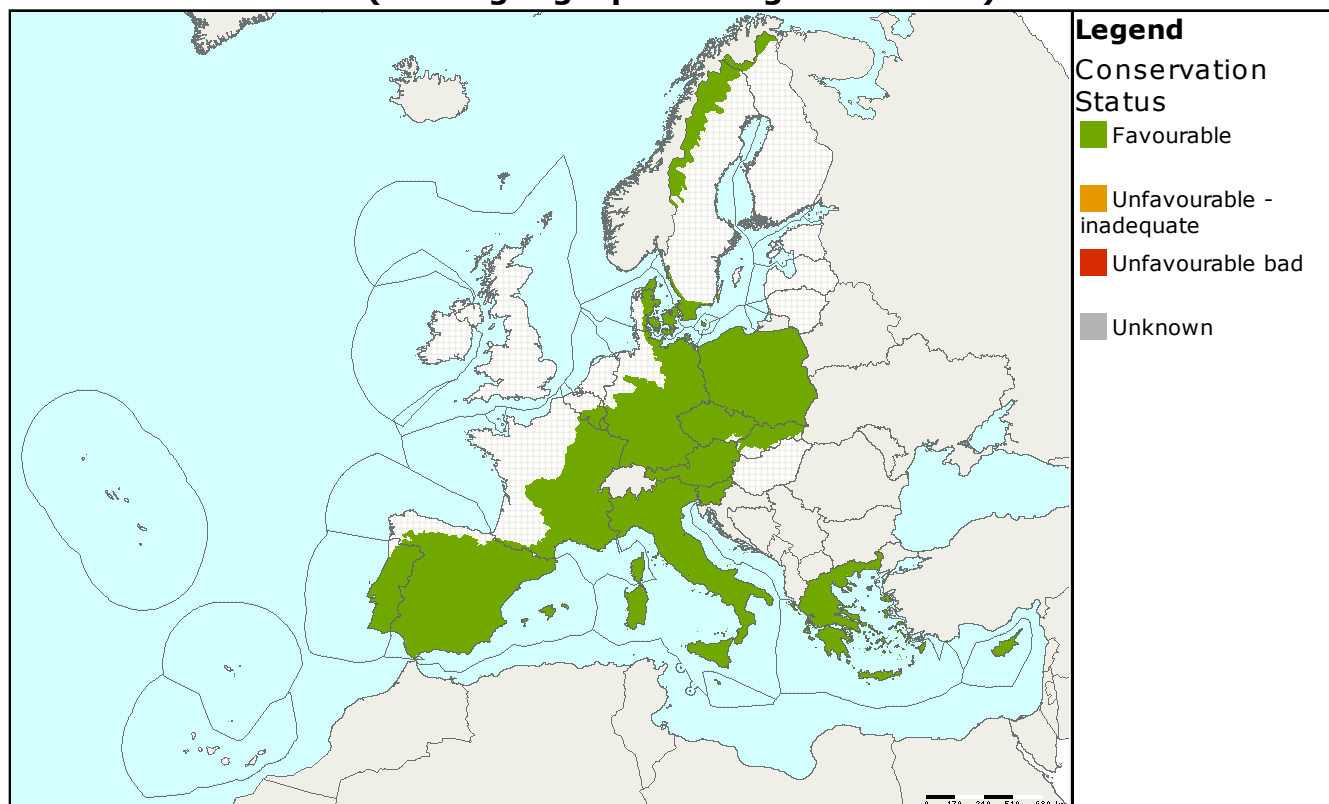 Legend
Conservation
Status
Favourable
Unfavourable -
inadequate
Unfavourable bad
Unknown